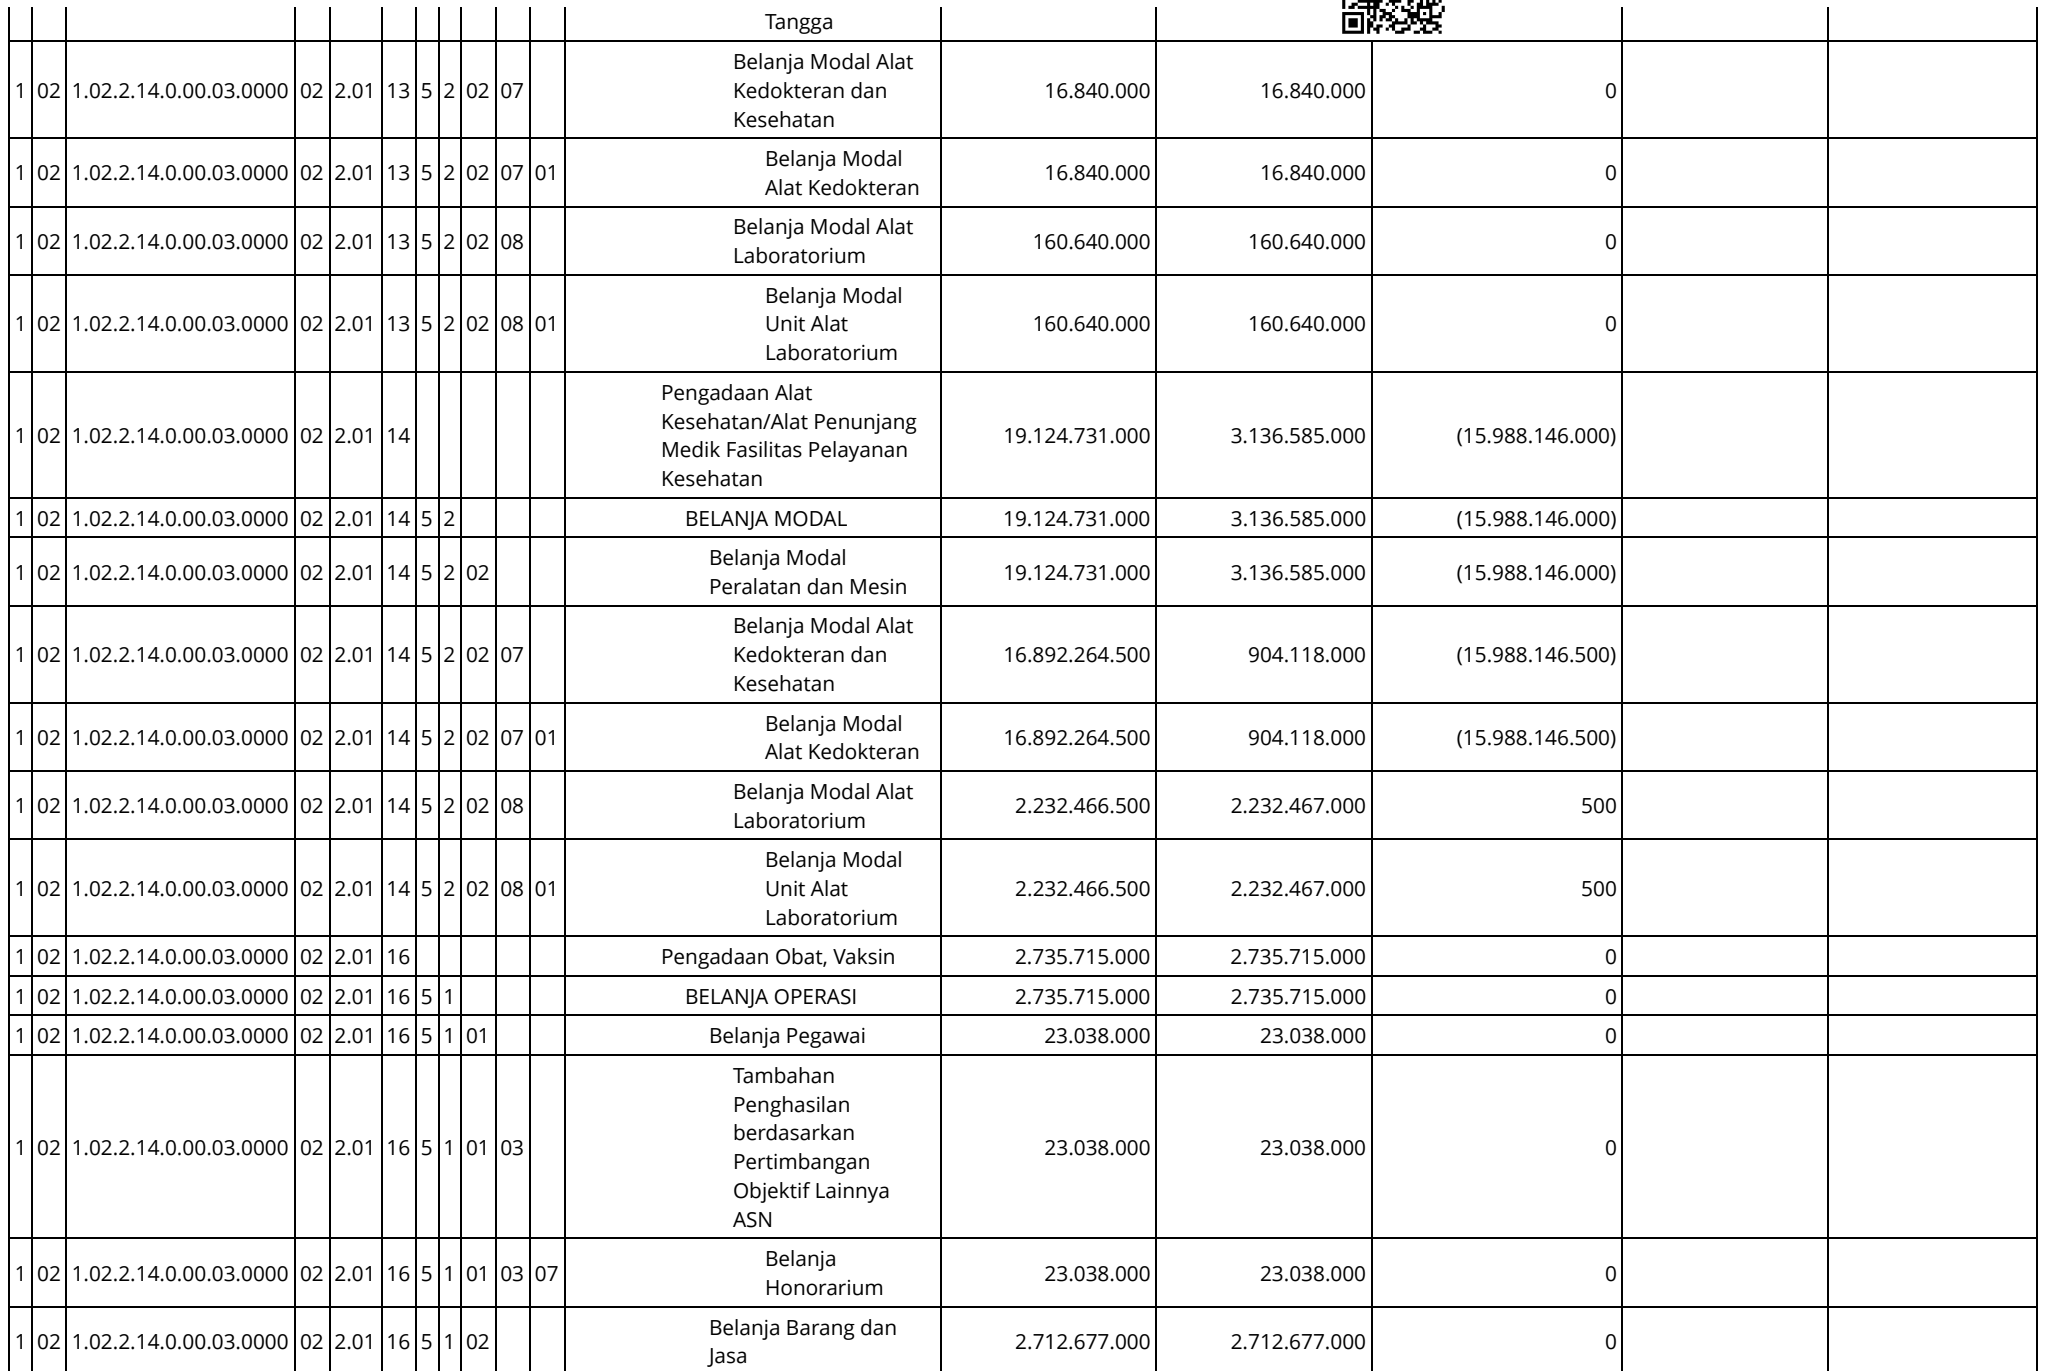 Tangga
1 02 1.02.2.14.0.00.03.0000 02 2.01 13 5 2 02 07 Belanja Modal Alat Kedokteran dan Kesehatan 16.840.000 16.840.000 0
1 02 1.02.2.14.0.00.03.0000 02 2.01 13 5 2 02 07 01 Belanja Modal Alat Kedokteran 16.840.000 16.840.000 0
1 02 1.02.2.14.0.00.03.0000 02 2.01 13 5 2 02 08 Belanja Modal Alat Laboratorium 160.640.000 160.640.000 0
1 02 1.02.2.14.0.00.03.0000 02 2.01 13 5 2 02 08 01 Belanja Modal Unit Alat Laboratorium 160.640.000 160.640.000 0
1 02 1.02.2.14.0.00.03.0000 02 2.01 14 Pengadaan Alat Kesehatan/Alat Penunjang Medik Fasilitas Pelayanan Kesehatan 19.124.731.000 3.136.585.000 (15.988.146.000)
1 02 1.02.2.14.0.00.03.0000 02 2.01 14 5 2 BELANJA MODAL 19.124.731.000 3.136.585.000 (15.988.146.000)
1 02 1.02.2.14.0.00.03.0000 02 2.01 14 5 2 02 Belanja Modal Peralatan dan Mesin 19.124.731.000 3.136.585.000 (15.988.146.000)
1 02 1.02.2.14.0.00.03.0000 02 2.01 14 5 2 02 07 Belanja Modal Alat Kedokteran dan Kesehatan 16.892.264.500 904.118.000 (15.988.146.500)
1 02 1.02.2.14.0.00.03.0000 02 2.01 14 5 2 02 07 01 Belanja Modal Alat Kedokteran 16.892.264.500 904.118.000 (15.988.146.500)
1 02 1.02.2.14.0.00.03.0000 02 2.01 14 5 2 02 08 Belanja Modal Alat Laboratorium 2.232.466.500 2.232.467.000 500
1 02 1.02.2.14.0.00.03.0000 02 2.01 14 5 2 02 08 01 Belanja Modal Unit Alat Laboratorium 2.232.466.500 2.232.467.000 500
1 02 1.02.2.14.0.00.03.0000 02 2.01 16 Pengadaan Obat, Vaksin 2.735.715.000 2.735.715.000 0
1 02 1.02.2.14.0.00.03.0000 02 2.01 16 5 1 BELANJA OPERASI 2.735.715.000 2.735.715.000 0
1 02 1.02.2.14.0.00.03.0000 02 2.01 16 5 1 01 Belanja Pegawai 23.038.000 23.038.000 0
1 02 1.02.2.14.0.00.03.0000 02 2.01 16 5 1 01 03 Tambahan Penghasilan berdasarkan Pertimbangan Objektif Lainnya ASN 23.038.000 23.038.000 0
1 02 1.02.2.14.0.00.03.0000 02 2.01 16 5 1 01 03 07 Belanja Honorarium 23.038.000 23.038.000 0
1 02 1.02.2.14.0.00.03.0000 02 2.01 16 5 1 02 Belanja Barang dan Jasa 2.712.677.000 2.712.677.000 0